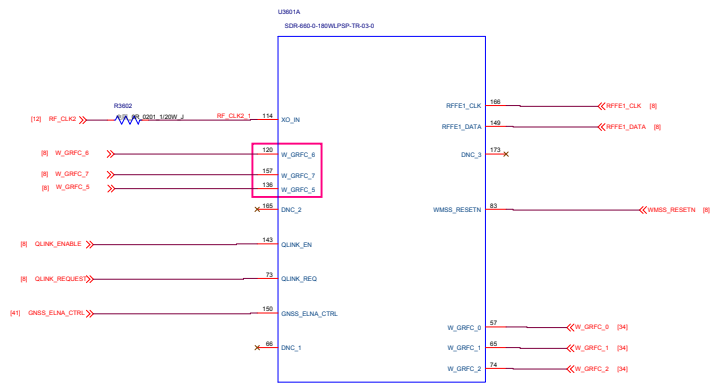 U3601A
SDR-660-0-180WLPSP-TR-03-0
R3602
[12] RF_CLK2 0R_0201_1/20W_J RF_CLK2_1 114 XO_IN
RFFE1_CLK 166 RFFE1_CLK [8]
RFFE1_DATA 149 RFFE1_DATA [8]
[8] W_GRFC_6 120 W_GRFC_6
DNC_3 173
[8] W_GRFC_7 157 W_GRFC_7
[8] W_GRFC_5 136 W_GRFC_5
165 DNC_2
WMSS_RESETN 83 WMSS_RESETN [8]
[8] QLINK_ENABLE 143 QLINK_EN
[8] QLINK_REQUEST 73 QLINK_REQ
[41] GNSS_ELNA_CTRL 150 GNSS_ELNA_CTRL
W_GRFC_0 57 W_GRFC_0 [34]
66 DNC_1
W_GRFC_1 65 W_GRFC_1 [34]
W_GRFC_2 74 W_GRFC_2 [34]